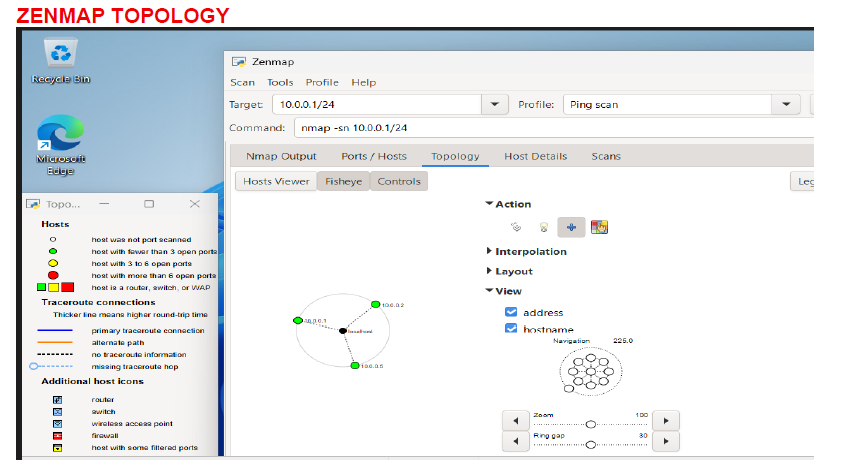 ZENMAP TOPOLOGY
Recycle Bin
Microsoft
Edge
Zenmap
Scan Tools Profile Help
Target: 10.0.0.1/24 Profile: Ping scan
Command: nmap -sn 10.0.0.1/24
Nmap Output Ports / Hosts Topology Host Details Scans
Hosts Viewer Fisheye Controls Leg
Action
Interpolation
Layout
View
address
hostname
Navigation 225.0
Zoom 100
Ring gap 30
10.0.0.2
10.0.0.1
localhost
10.0.0.5
Topo...
Hosts
host was not port scanned
host with fewer than 3 open ports
host with 3 to 6 open ports
host with more than 6 open ports
host is a router, switch, or WAP
Traceroute connections
Thicker line means higher round-trip time
primary traceroute connection
alternate path
no traceroute information
missing traceroute hop
Additional host icons
router
switch
wireless access point
firewall
host with some filtered ports